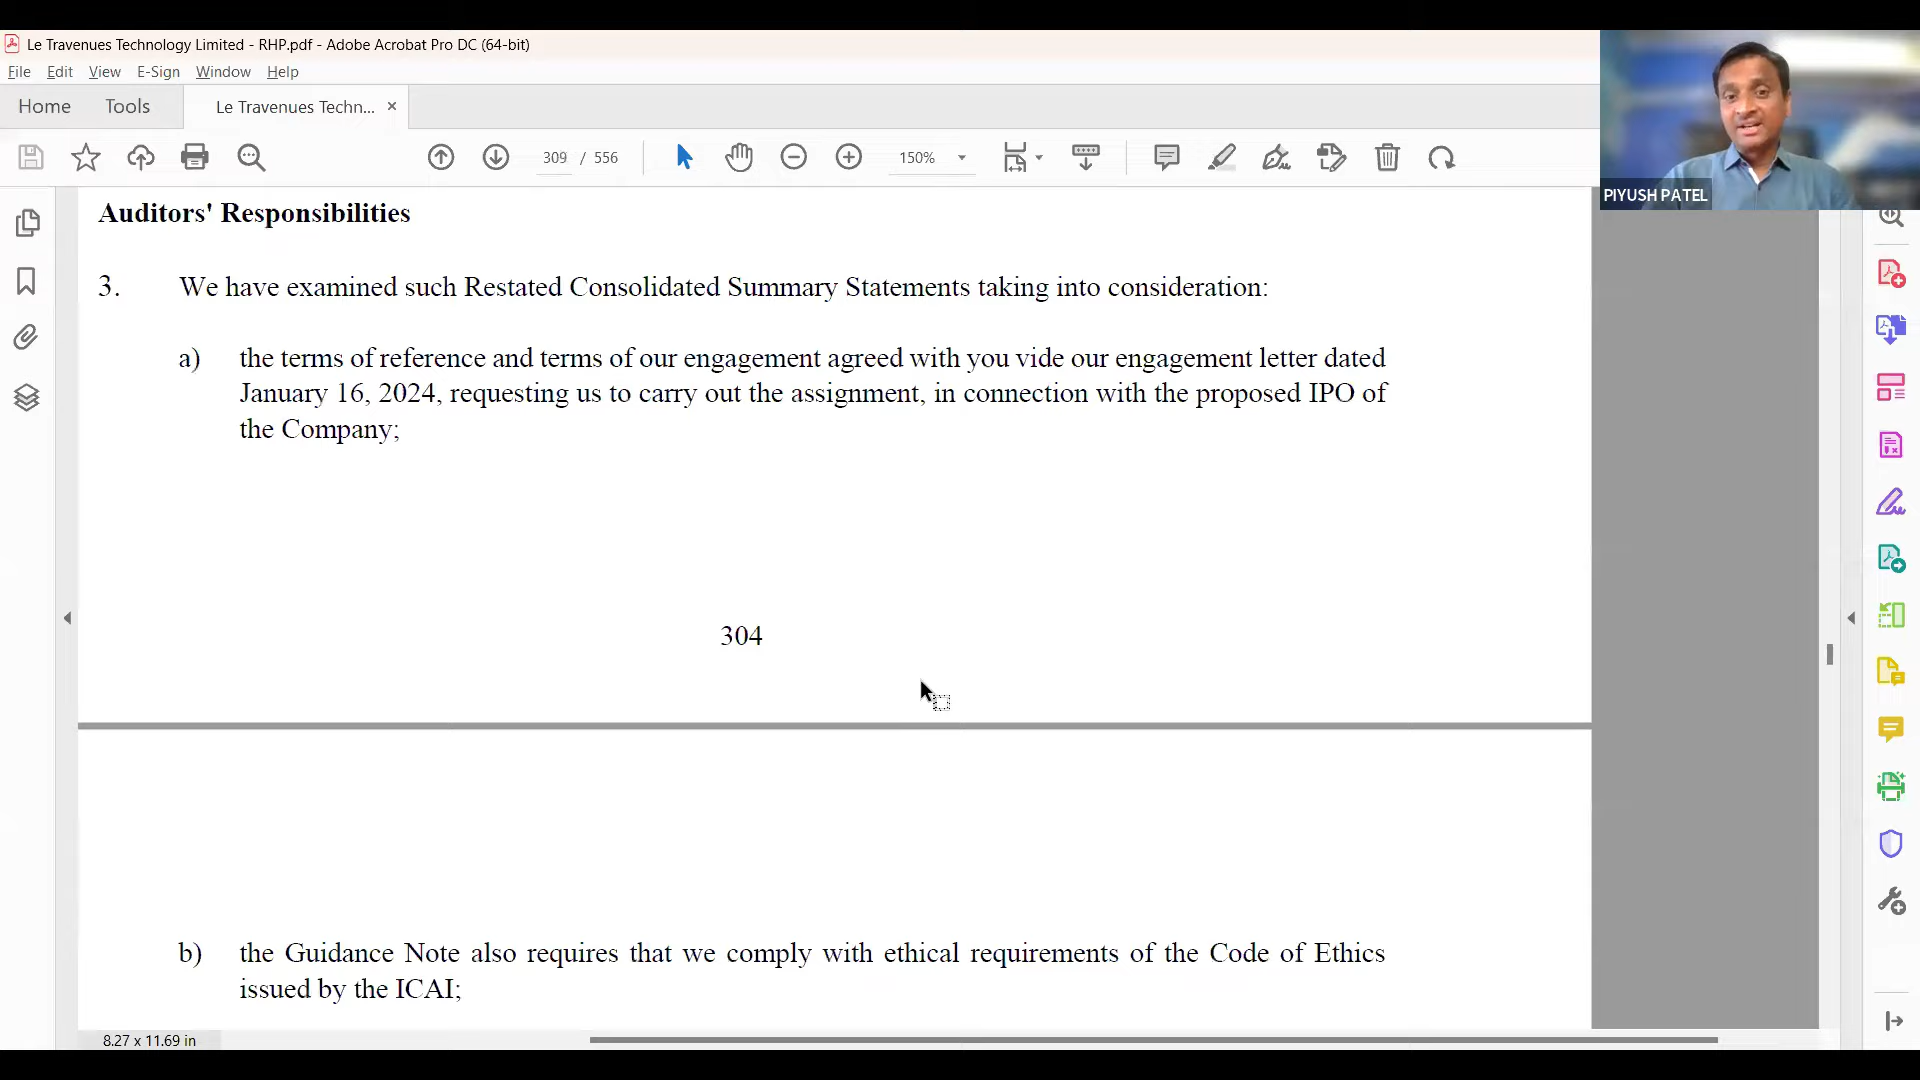 Le Travenues Technology Limited - RHP.pdf - Adobe Acrobat Pro DC (64-bit)
File Edit View E-Sign Window Help
Home Tools Le Travenues Techn... ×
309 / 556 150%
PIYUSH PATEL
Auditors' Responsibilities
3. We have examined such Restated Consolidated Summary Statements taking into consideration:
a) the terms of reference and terms of our engagement agreed with you vide our engagement letter dated
January 16, 2024, requesting us to carry out the assignment, in connection with the proposed IPO of
the Company;
304
b) the Guidance Note also requires that we comply with ethical requirements of the Code of Ethics
issued by the ICAI;
8.27 x 11.69 in